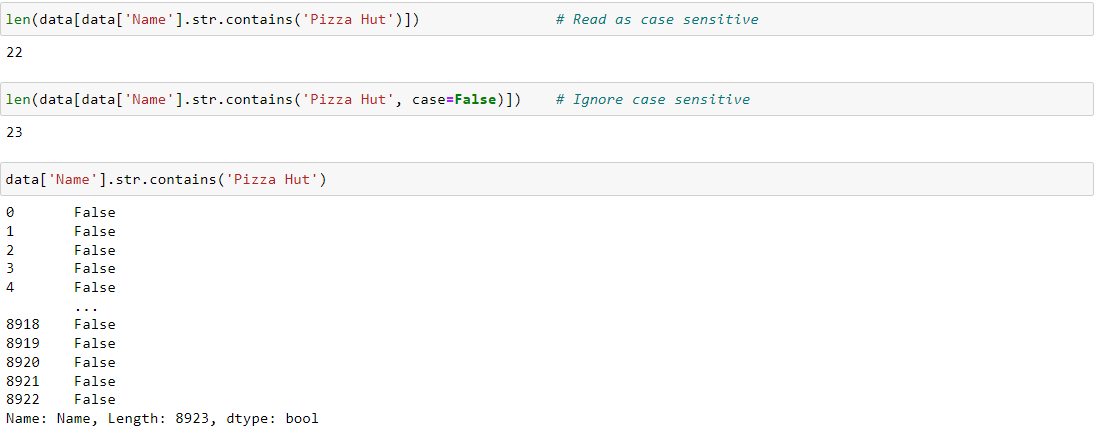 len(data[data['Name'].str.contains('Pizza Hut')])                # Read as case sensitive
22
len(data[data['Name'].str.contains('Pizza Hut', case=False)])    # Ignore case sensitive
23
data['Name'].str.contains('Pizza Hut')
0       False
1       False
2       False
3       False
4       False
        ...
8918    False
8919    False
8920    False
8921    False
8922    False
Name: Name, Length: 8923, dtype: bool